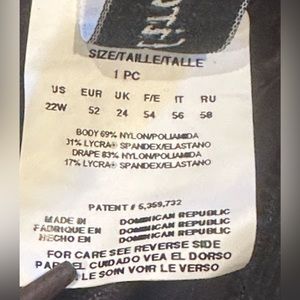 SIZE/TAILLE/TALLE
1 PC
US EUR UK F/E IT RU
22W 52 24 54 56 58
BODY 69% NYLON/POLIAMIDA
31% LYCRA® SPANDEX/ELASTANO
DRAPE 83% NYLON/POLIAMIDA
17% LYCRA® SPANDEX/ELASTANO
PATENT # 5,359,732
MADE IN DOMINICAN REPUBLIC
FABRIQUE EN DOMINICAN REPUBLIC
HECHO EN DOMINICAN REPUBLIC
FOR CARE SEE REVERSE SIDE
PARA EL CUIDADO VEA EL DORSO
LE SOIN VOIR LE VERSO